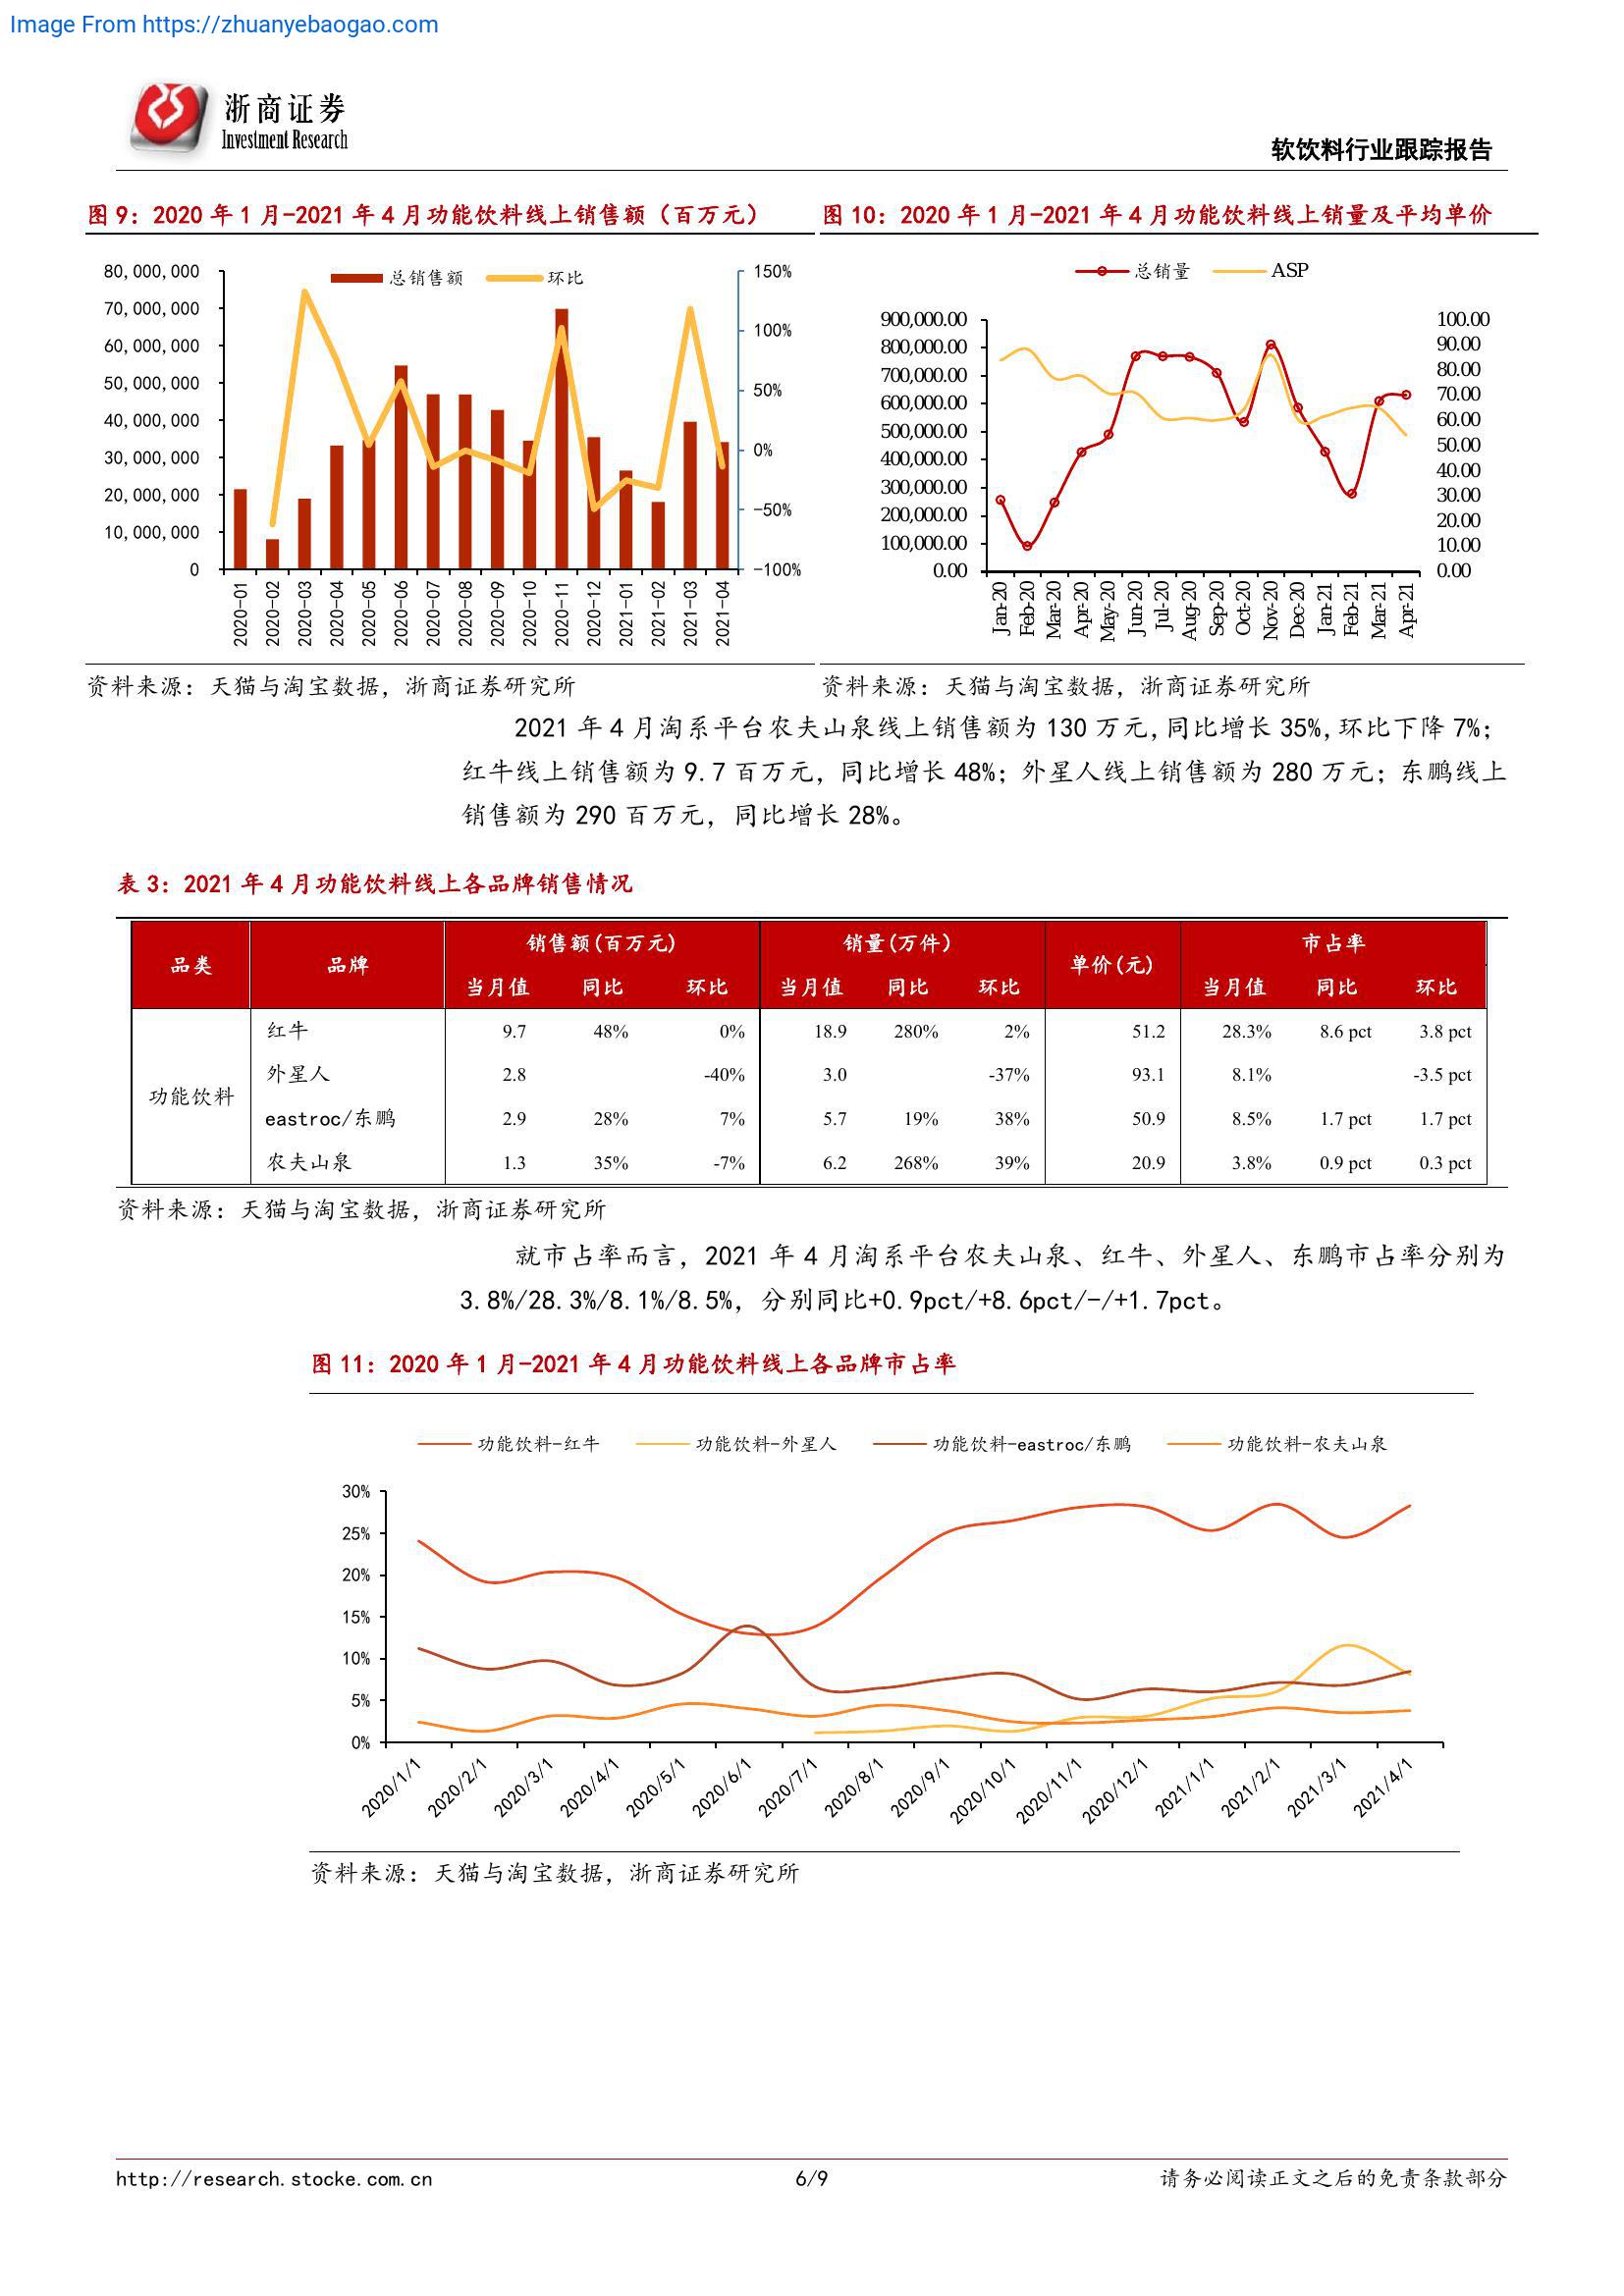 Image From https://zhuanyebaogao.com
浙商证券
Investment Research
软饮料行业跟踪报告
图 9：2020 年 1 月-2021 年 4 月功能饮料线上销售额（百万元）
80,000,000
70,000,000
60,000,000
50,000,000
40,000,000
30,000,000
20,000,000
10,000,000
0
总销售额 环比
150%
100%
50%
0%
-50%
-100%
2020-01 2020-02 2020-03 2020-04 2020-05 2020-06 2020-07 2020-08 2020-09 2020-10 2020-11 2020-12 2021-01 2021-02 2021-03 2021-04
资料来源：天猫与淘宝数据，浙商证券研究所
图 10：2020 年 1 月-2021 年 4 月功能饮料线上销量及平均单价
总销量 ASP
900,000.00
800,000.00
700,000.00
600,000.00
500,000.00
400,000.00
300,000.00
200,000.00
100,000.00
0.00
100.00
90.00
80.00
70.00
60.00
50.00
40.00
30.00
20.00
10.00
0.00
Jan-20 Feb-20 Mar-20 Apr-20 May-20 Jun-20 Jul-20 Aug-20 Sep-20 Oct-20 Nov-20 Dec-20 Jan-21 Feb-21 Mar-21 Apr-21
资料来源：天猫与淘宝数据，浙商证券研究所
2021 年 4 月淘系平台农夫山泉线上销售额为 130 万元，同比增长 35%，环比下降 7%；
红牛线上销售额为 9.7 百万元，同比增长 48%；外星人线上销售额为 280 万元；东鹏线上
销售额为 290 百万元，同比增长 28%。
表 3：2021 年 4 月功能饮料线上各品牌销售情况
品类 品牌 销售额(百万元) 销量(万件) 单价(元) 市占率
当月值 同比 环比 当月值 同比 环比 当月值 同比 环比
功能饮料
红牛 9.7 48% 0% 18.9 280% 2% 51.2 28.3% 8.6 pct 3.8 pct
外星人 2.8 -40% 3.0 -37% 93.1 8.1% -3.5 pct
eastroc/东鹏 2.9 28% 7% 5.7 19% 38% 50.9 8.5% 1.7 pct 1.7 pct
农夫山泉 1.3 35% -7% 6.2 268% 39% 20.9 3.8% 0.9 pct 0.3 pct
资料来源：天猫与淘宝数据，浙商证券研究所
就市占率而言，2021 年 4 月淘系平台农夫山泉、红牛、外星人、东鹏市占率分别为
3.8%/28.3%/8.1%/8.5%，分别同比+0.9pct/+8.6pct/-/+1.7pct。
图 11：2020 年 1 月-2021 年 4 月功能饮料线上各品牌市占率
功能饮料-红牛 功能饮料-外星人 功能饮料-eastroc/东鹏 功能饮料-农夫山泉
30%
25%
20%
15%
10%
5%
0%
2020/1/1 2020/2/1 2020/3/1 2020/4/1 2020/5/1 2020/6/1 2020/7/1 2020/8/1 2020/9/1 2020/10/1 2020/11/1 2020/12/1 2021/1/1 2021/2/1 2021/3/1 2021/4/1
资料来源：天猫与淘宝数据，浙商证券研究所
http://research.stocke.com.cn 6/9 请务必阅读正文之后的免责条款部分